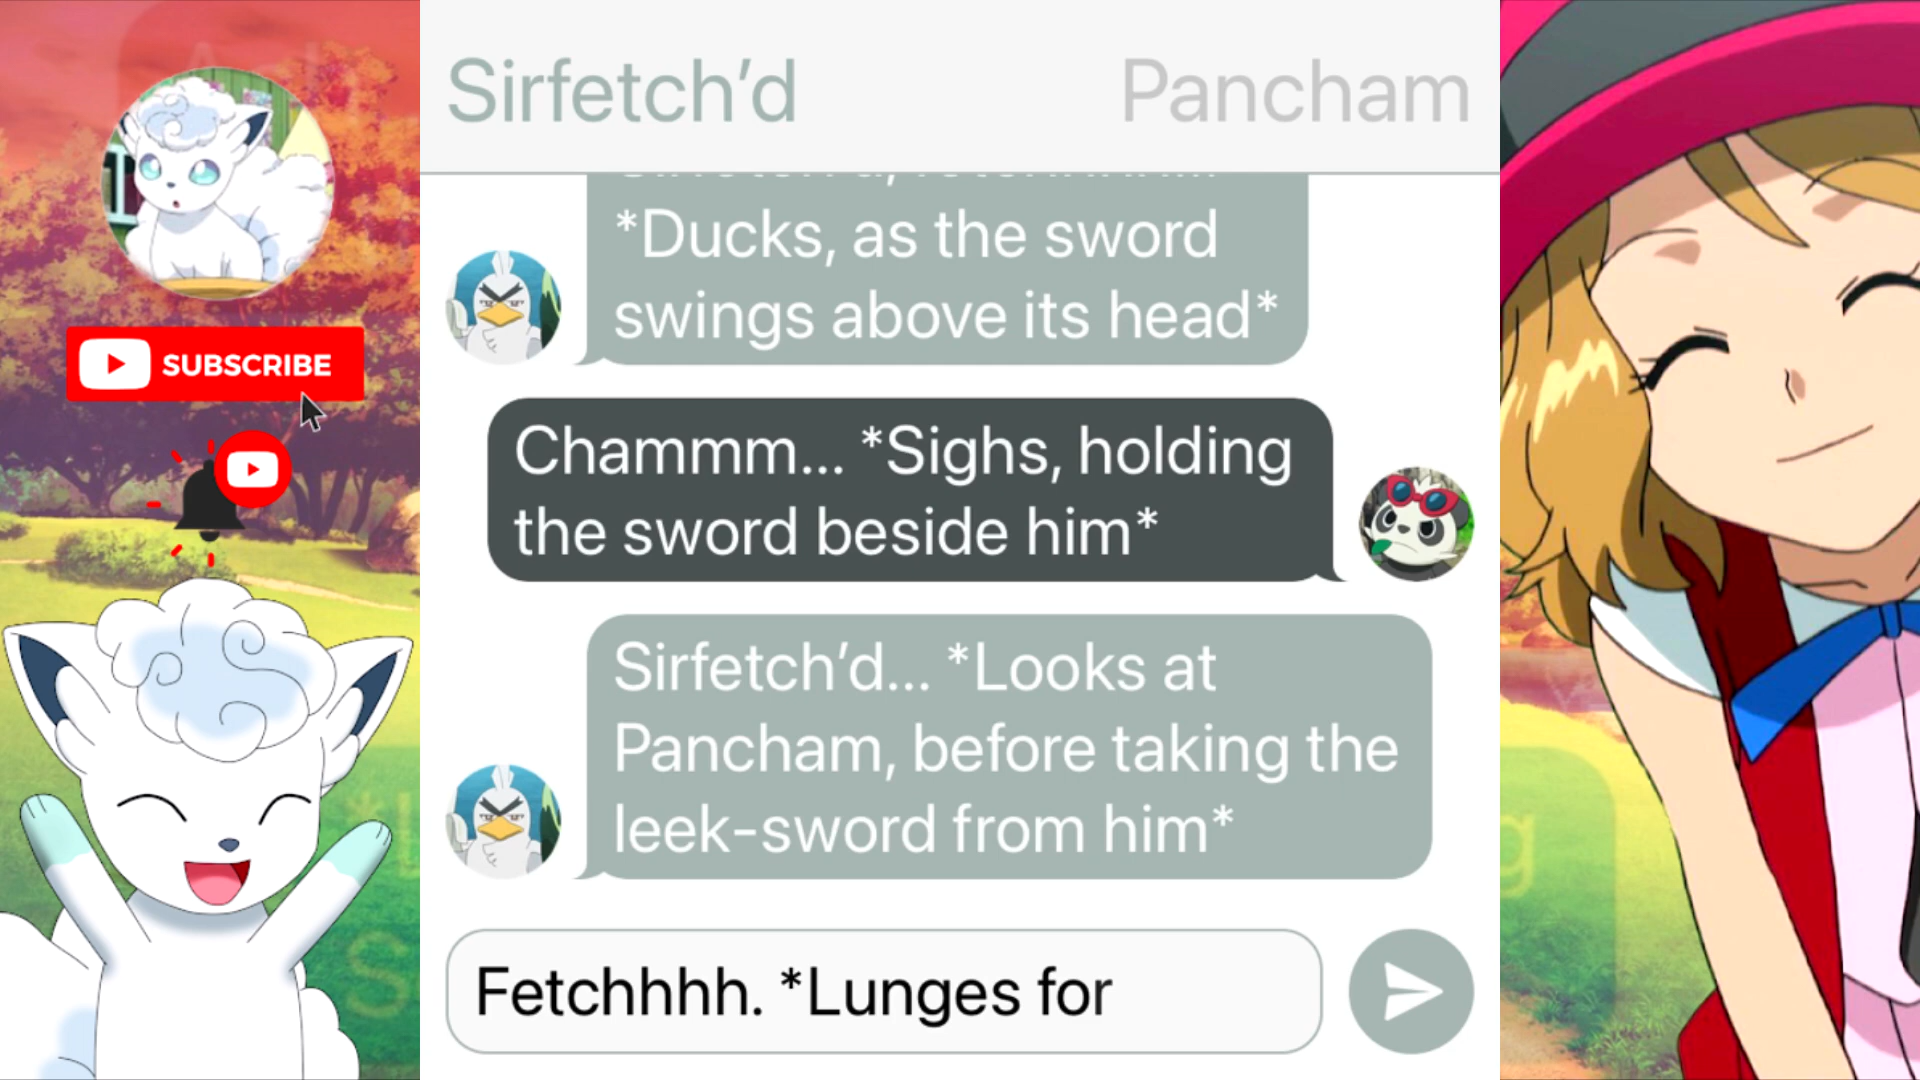 Sirfetch’d
Pancham
*Ducks, as the sword
swings above its head*
SUBSCRIBE
Chammm... *Sighs, holding
the sword beside him*
Sirfetch’d... *Looks at
Pancham, before taking the
leek-sword from him*
Fetchhhh. *Lunges for